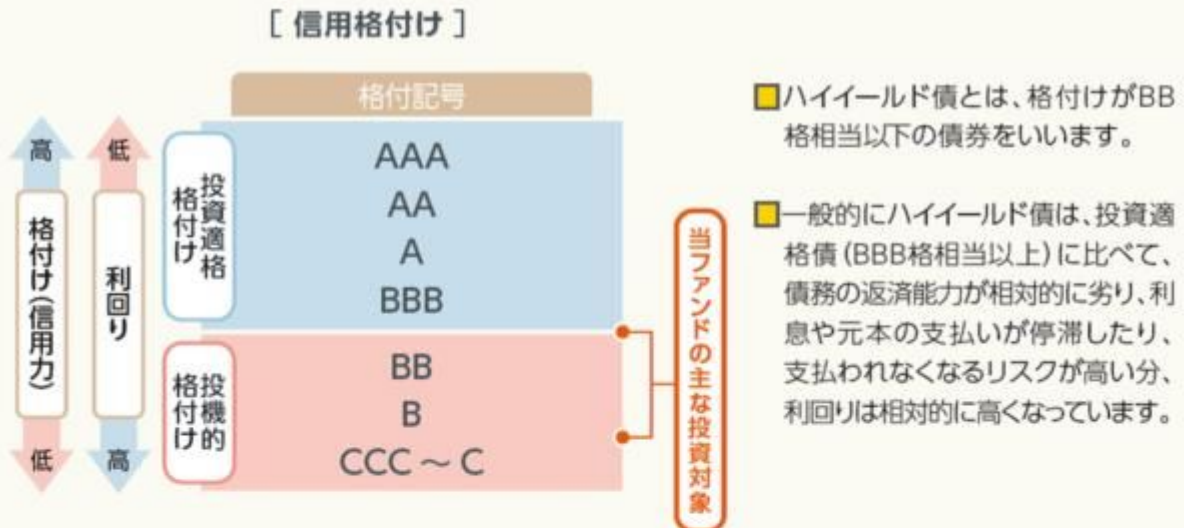 [ 信用格付け ]
格付記号
高
格付け(信用力)
低
低
利回り
高
投資適格
格付け
AAA
AA
A
BBB
投機的
格付け
BB
B
CCC ～ C
当ファンドの主な投資対象
ハイイールド債とは、格付けがBB
格相当以下の債券をいいます。
一般的にハイイールド債は、投資適
格債(BBB格相当以上)に比べて、
債務の返済能力が相対的に劣り、利
息や元本の支払いが停滞したり、
支払われなくなるリスクが高い分、
利回りは相対的に高くなっています。